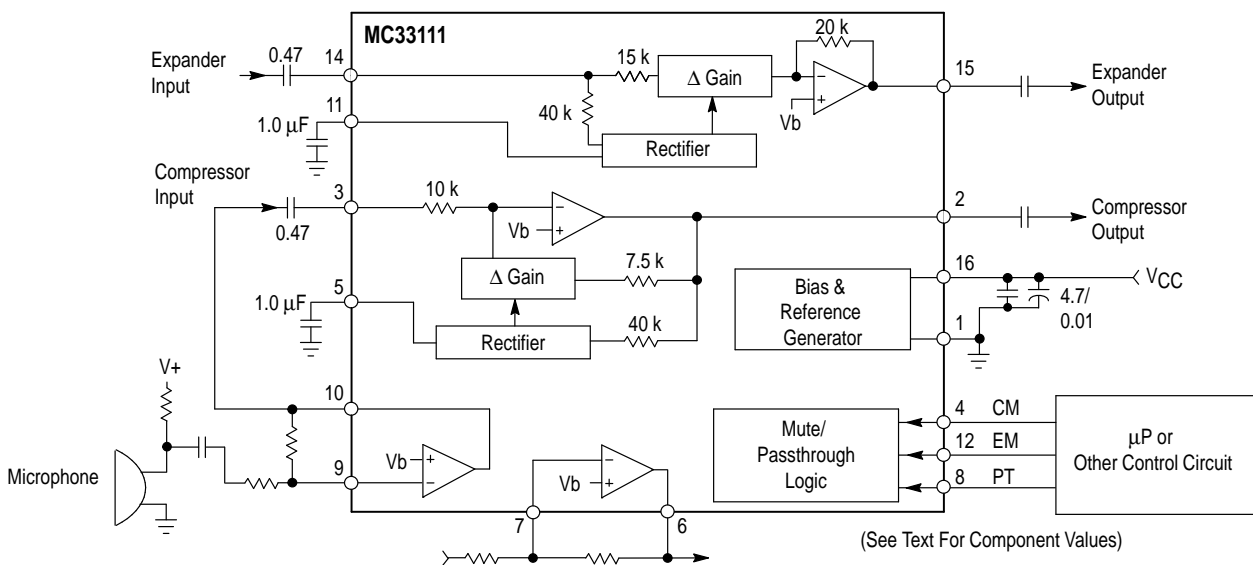 MC33111
Expander
Input
0.47
14
15 k
Δ Gain
20 k
Vb
15
Expander
Output
11
1.0 μF
40 k
Rectifier
Compressor
Input
0.47
3
10 k
Vb
2
Compressor
Output
Δ Gain
7.5 k
5
1.0 μF
Rectifier
40 k
Bias &
Reference
Generator
16
VCC
4.7/
0.01
1
V+
Microphone
10
9
Vb
Vb
7
6
Mute/
Passthrough
Logic
4 CM
12 EM
8 PT
μP or
Other Control Circuit
(See Text For Component Values)